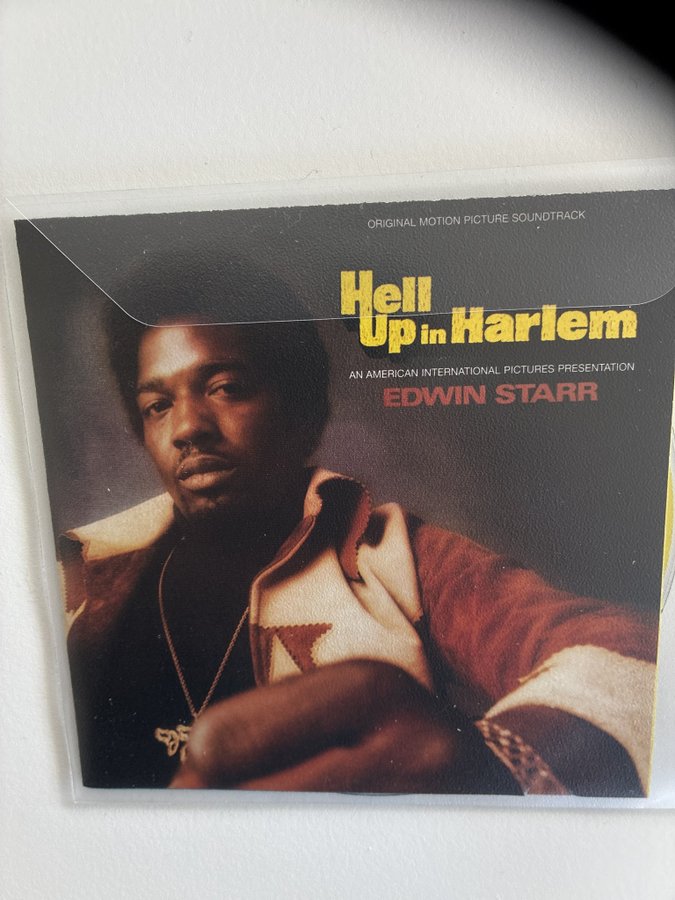 ORIGINAL MOTION PICTURE SOUNDTRACK
Hell
Up in Harlem
AN AMERICAN INTERNATIONAL PICTURES PRESENTATION
EDWIN STARR